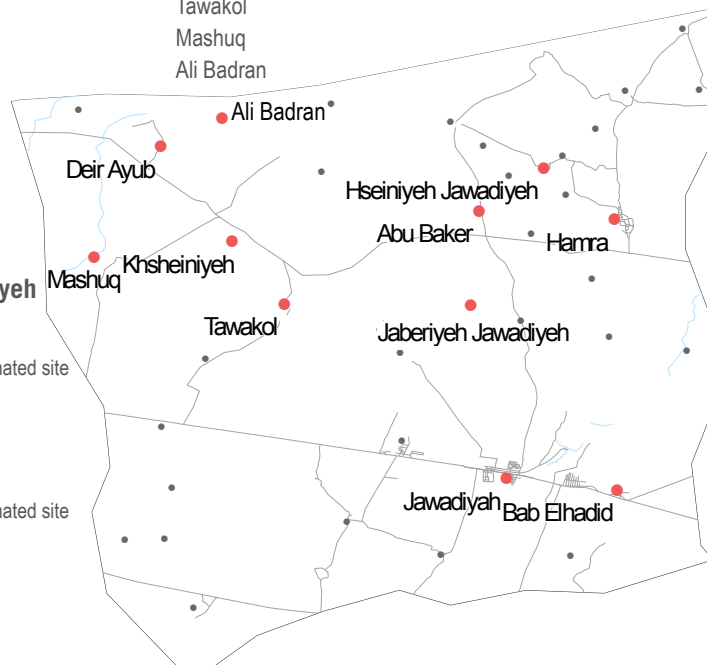 Tawakol
Mashuq
Ali Badran
Ali Badran
Deir Ayub
Hseiniyeh Jawadiyeh
Abu Baker
Hamra
Khsheiniyeh
Mashuq
yeh
Tawakol
Jaberiyeh Jawadiyeh
nated site
Jawadiyah
Bab Elhadid
nated site